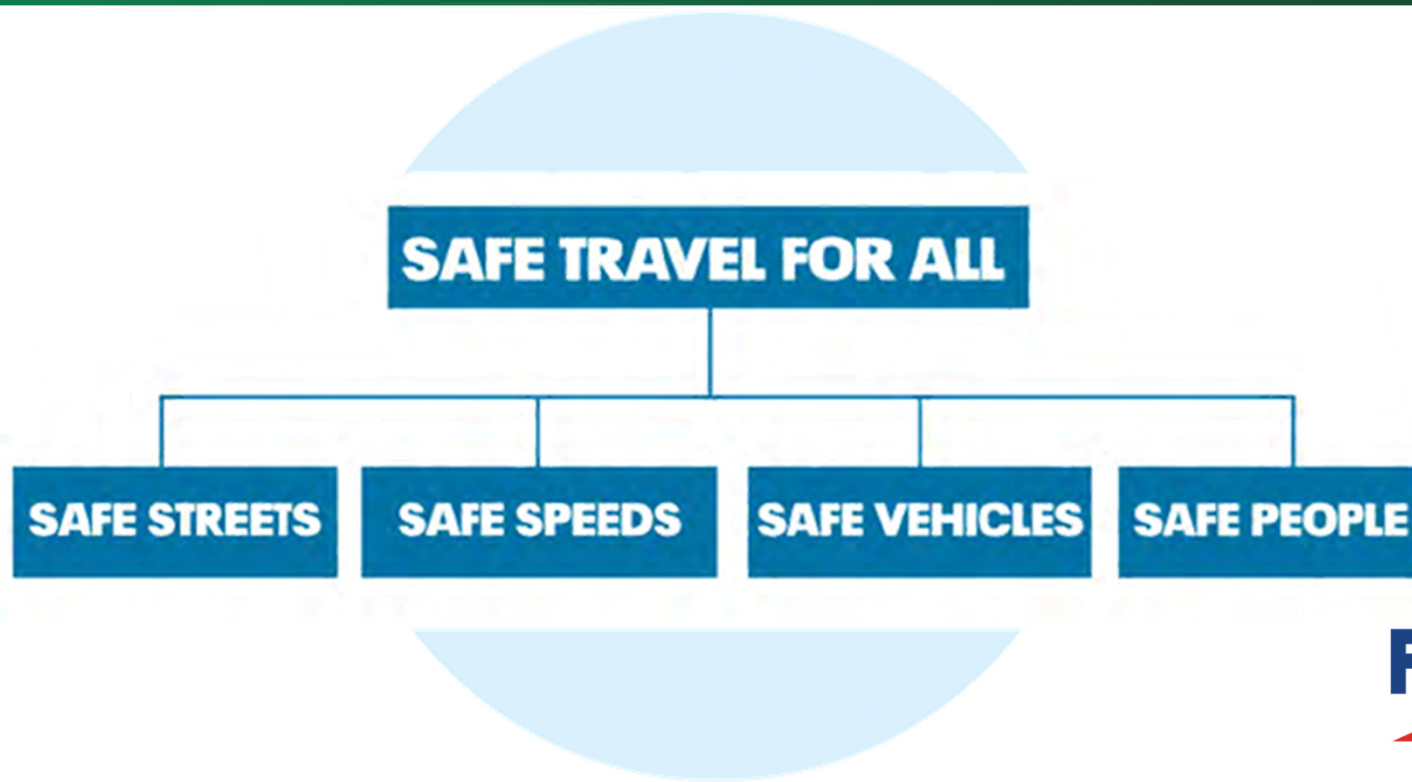 SAFE TRAVEL FOR ALL
SAFE STREETS
SAFE SPEEDS
SAFE VEHICLES
SAFE PEOPLE